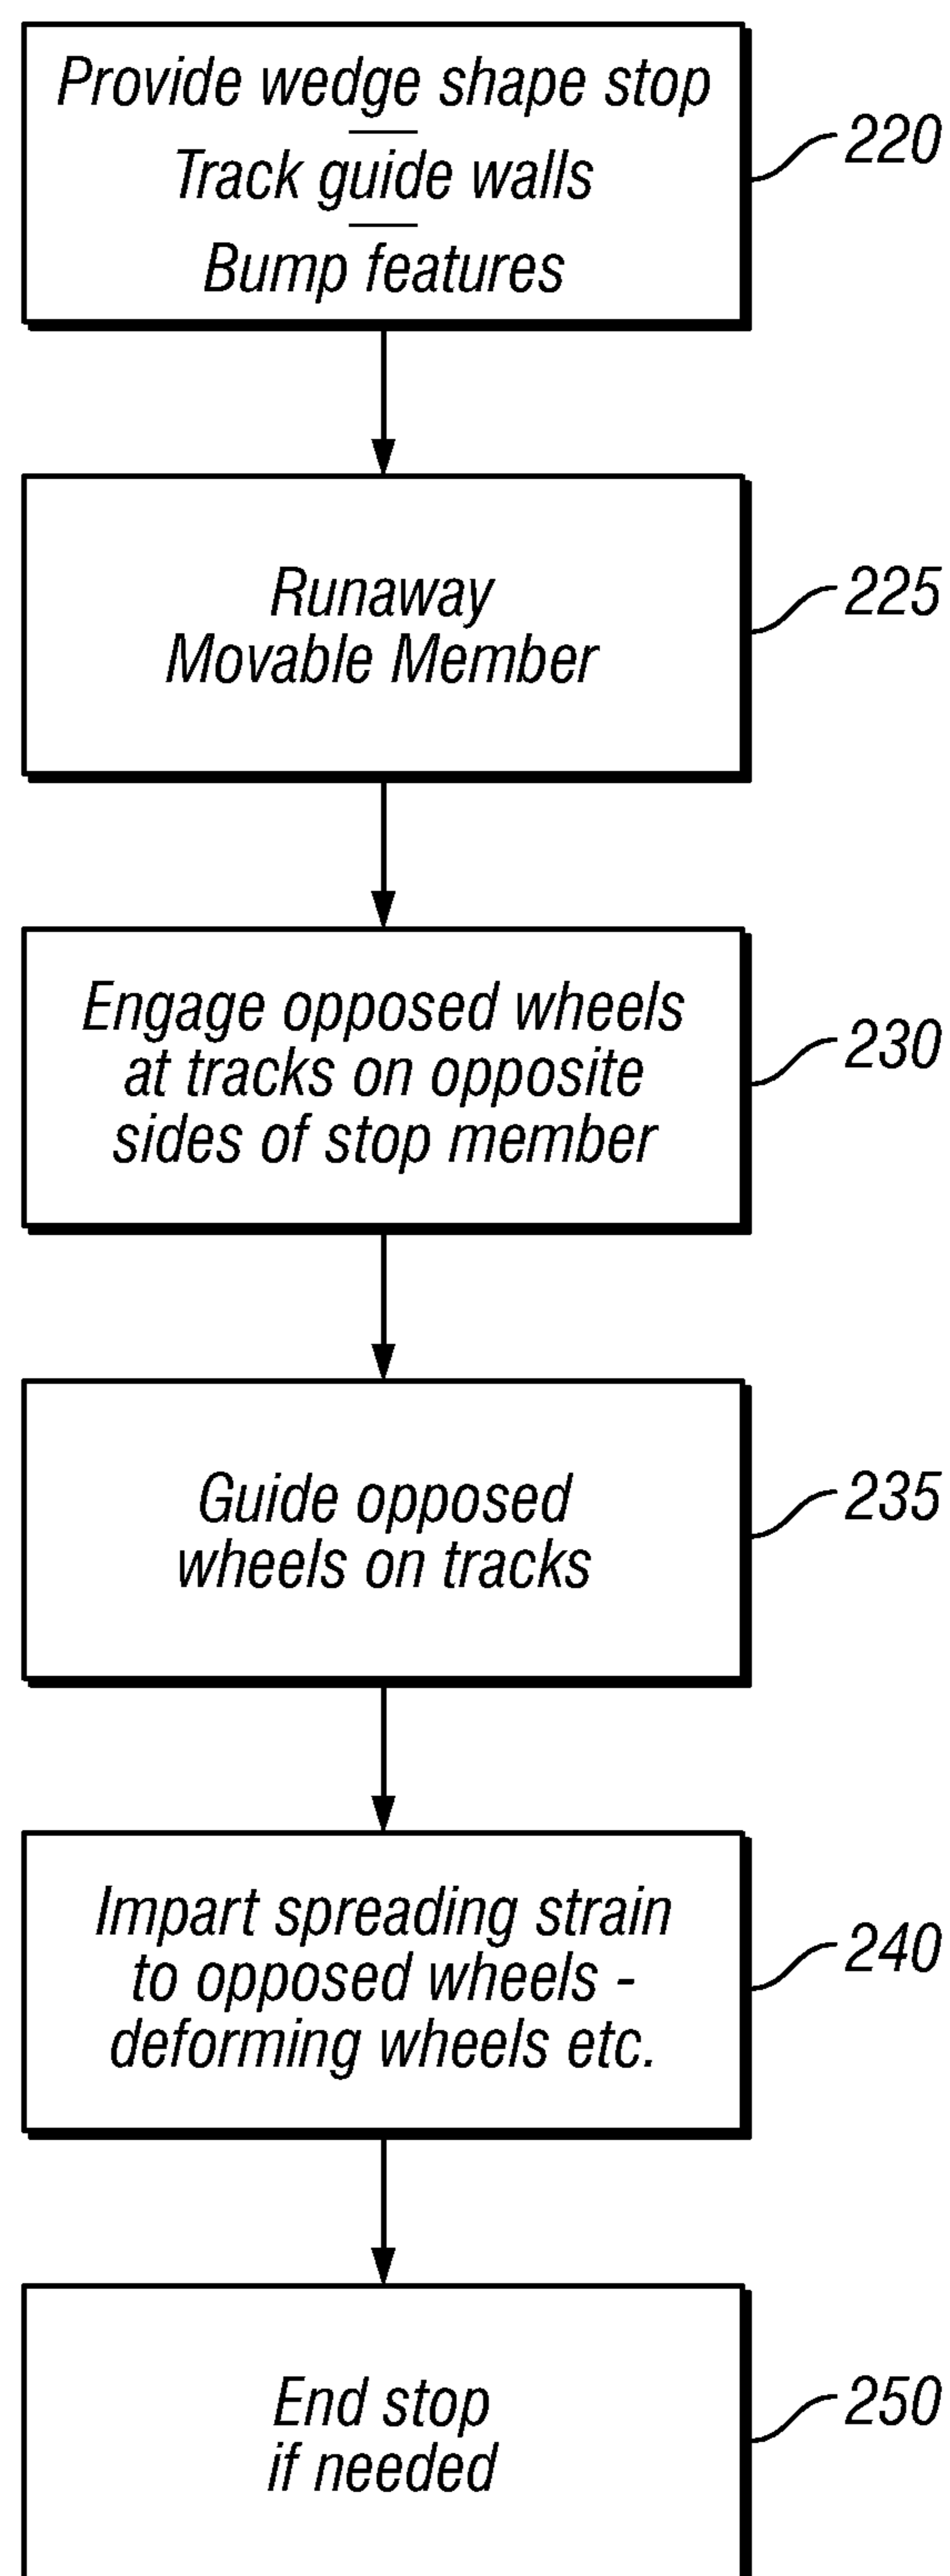 Provide wedge shape stop
Track guide walls
Bump features
220
Runaway
Movable Member
225
Engage opposed wheels
at tracks on opposite
sides of stop member
230
Guide opposed
wheels on tracks
235
Impart spreading strain
to opposed wheels -
deforming wheels etc.
240
End stop
if needed
250